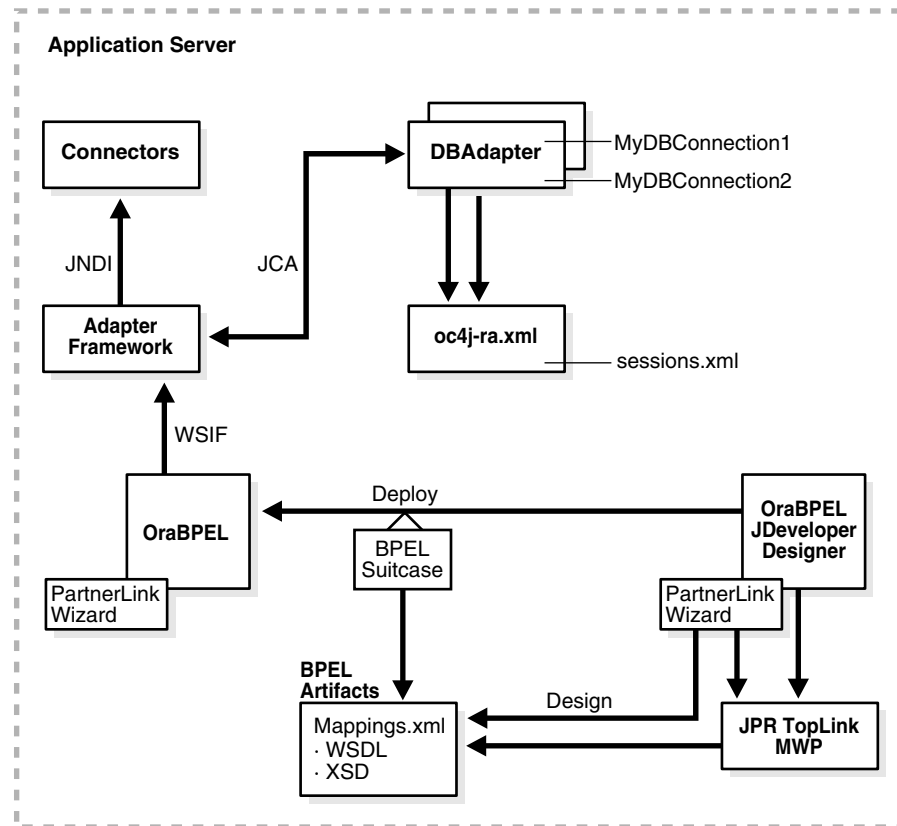 Application Server
Connectors
DBAdapter
MyDBConnection1
MyDBConnection2
JNDI
JCA
Adapter
Framework
oc4j-ra.xml
sessions.xml
WSIF
OraBPEL
Deploy
OraBPEL
JDeveloper
Designer
BPEL
Suitcase
PartnerLink
Wizard
PartnerLink
Wizard
BPEL
Artifacts
Design
Mappings.xml
· WSDL
· XSD
JPR TopLink
MWP